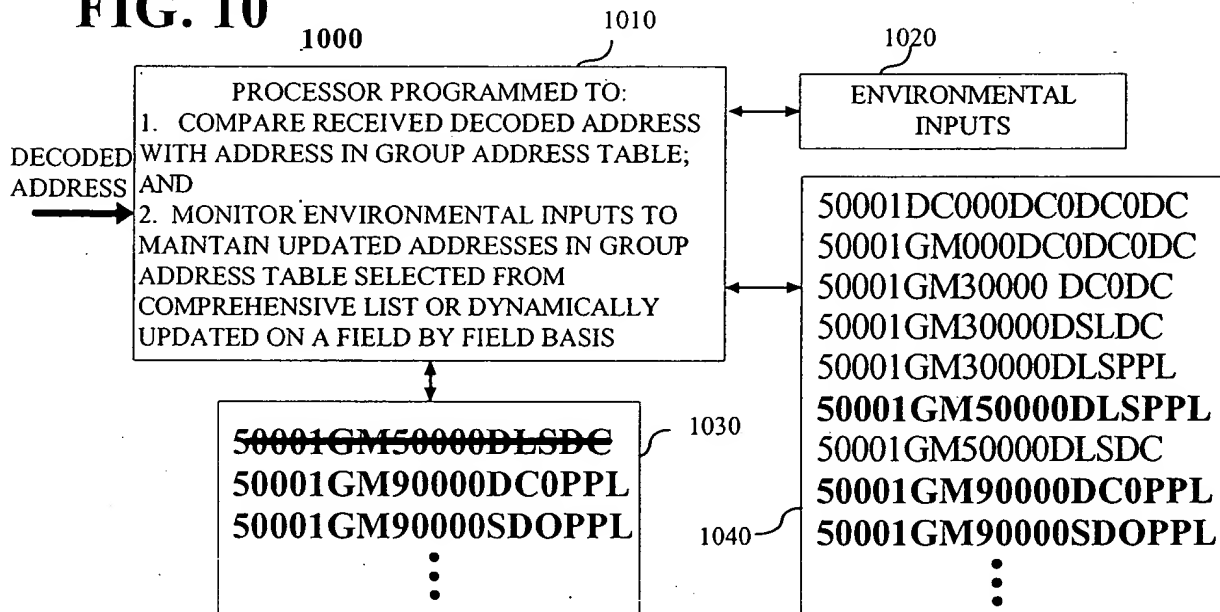 FIG. 10
1000
1010
1020
PROCESSOR PROGRAMMED TO:
1. COMPARE RECEIVED DECODED ADDRESS
WITH ADDRESS IN GROUP ADDRESS TABLE;
AND
2. MONITOR ENVIRONMENTAL INPUTS TO
MAINTAIN UPDATED ADDRESSES IN GROUP
ADDRESS TABLE SELECTED FROM
COMPREHENSIVE LIST OR DYNAMICALLY
UPDATED ON A FIELD BY FIELD BASIS
DECODED
ADDRESS
ENVIRONMENTAL
INPUTS
50001GM50000DLSDC
50001GM90000DC0PPL
50001GM90000SDOPPL
1030
50001DC000DC0DC0DC
50001GM000DC0DC0DC
50001GM30000 DC0DC
50001GM30000DSLDC
50001GM30000DLSPPL
50001GM50000DLSPPL
50001GM50000DLSDC
50001GM90000DC0PPL
50001GM90000SDOPPL
1040